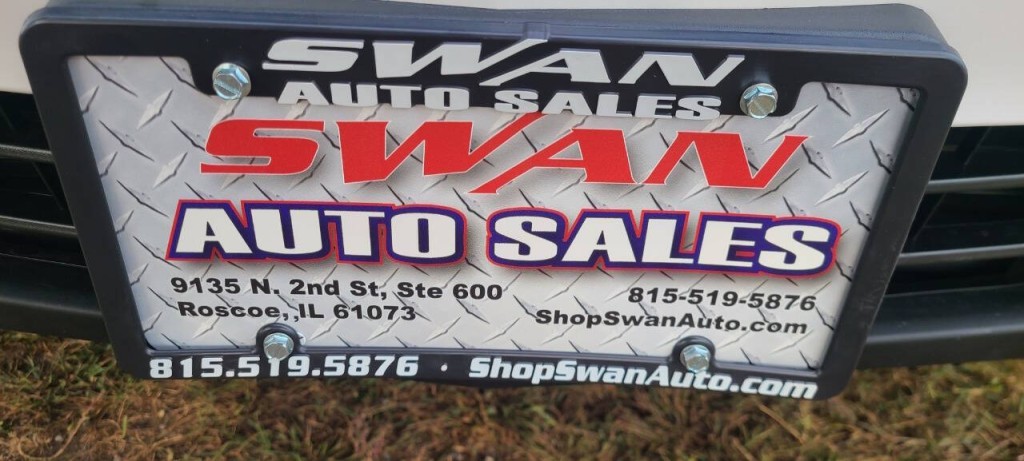 SWAN
AUTO SALES
SWAN
AUTO SALES
9135 N. 2nd St, Ste 600
Roscoe, IL 61073
815-519-5876
ShopSwanAuto.com
815.519.5876 · ShopSwanAuto.com